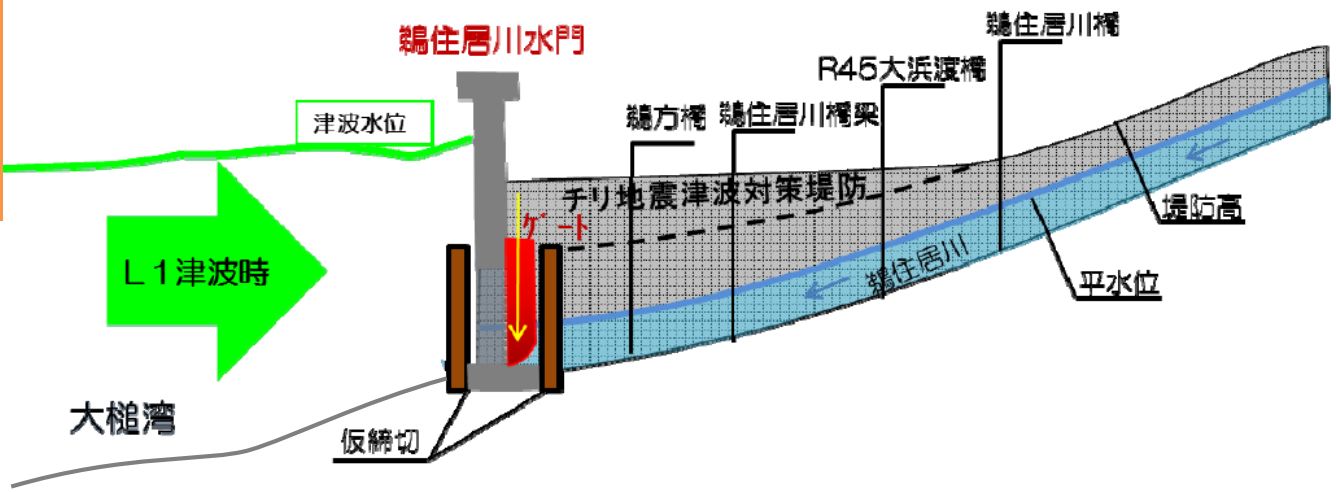 鵜住居川水門
鵜住居川橋
R45大浜渡橋
津波水位
鵜方橋
鵜住居川橋梁
チリ地震津波対策堤防
堤防高
ゲート
L1津波時
鵜住居川
平水位
大槌湾
仮締切